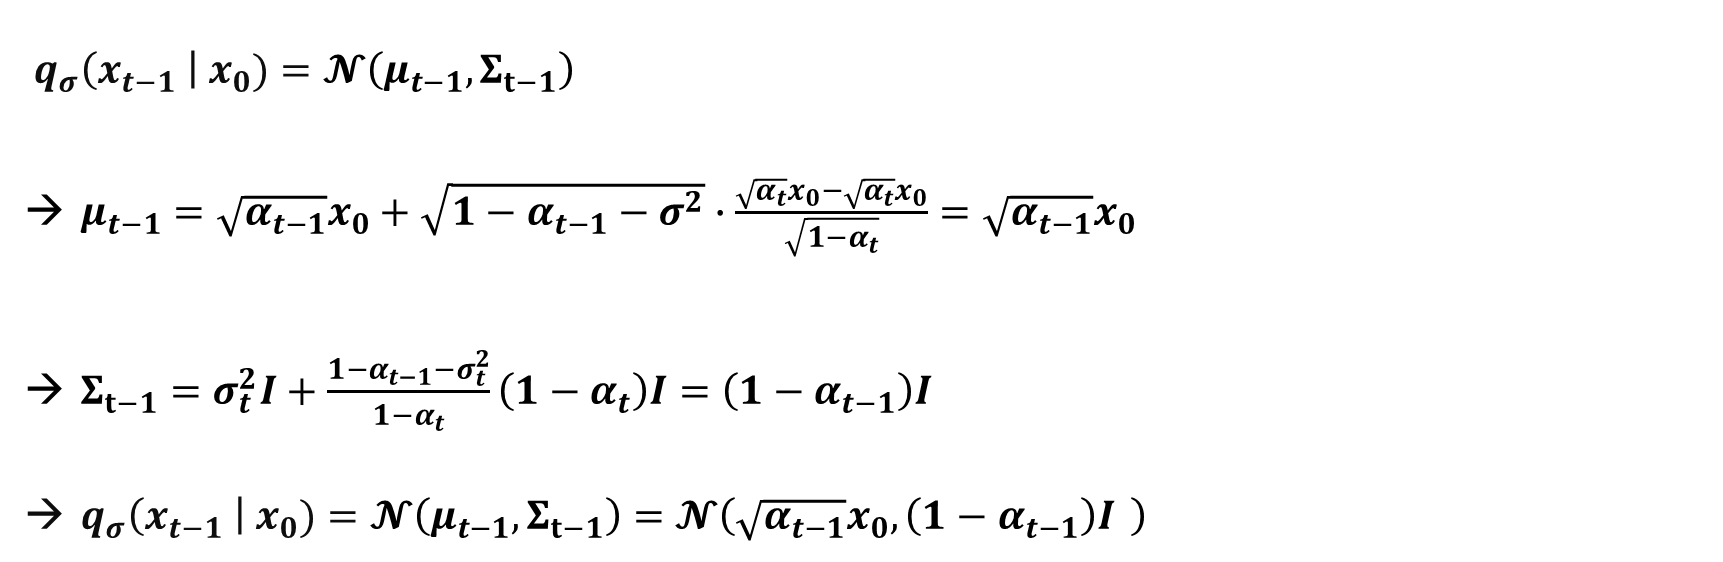 q_σ(x_{t−1} | x_0) = 𝒩(μ_{t−1}, Σ_{t−1})
→ μ_{t−1} = √(α_{t−1}) x_0 + √(1 − α_{t−1} − σ²) · (√(α_t) x_0 − √(α_t) x_0) / √(1−α_t) = √(α_{t−1}) x_0
→ Σ_{t−1} = σ_t² I + (1−α_{t−1}−σ_t²) / (1−α_t) (1 − α_t)I = (1 − α_{t−1})I
→ q_σ(x_{t−1} | x_0) = 𝒩(μ_{t−1}, Σ_{t−1}) = 𝒩(√(α_{t−1}) x_0, (1 − α_{t−1})I )